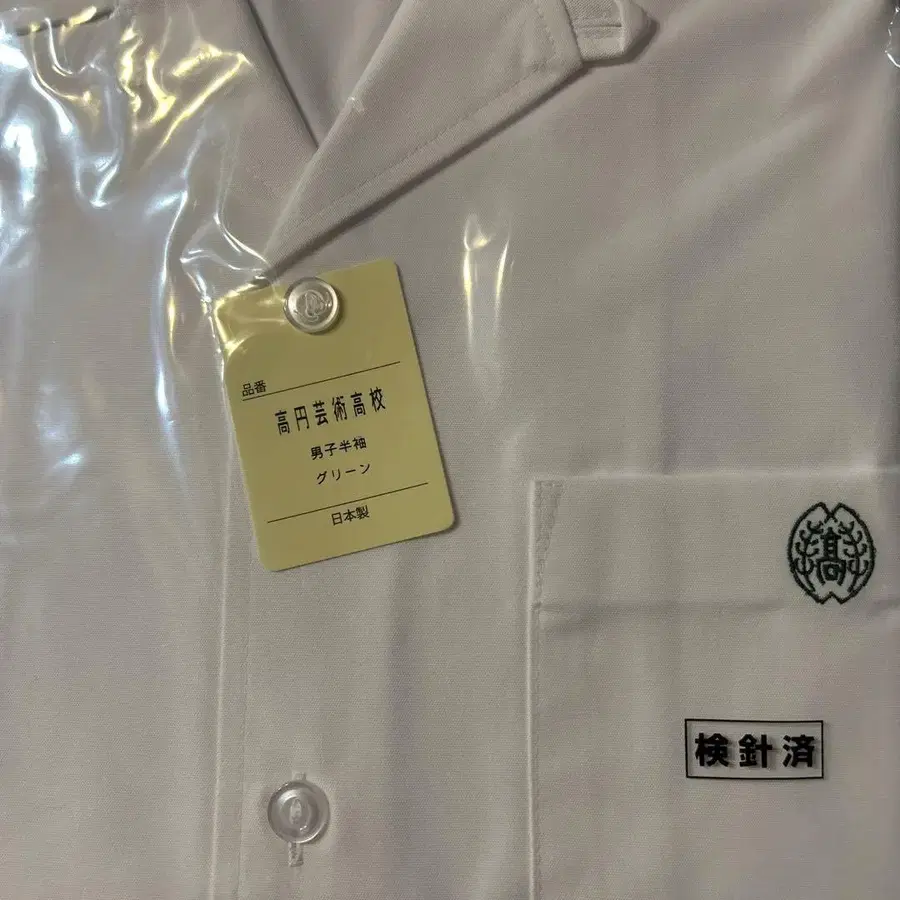 品番
高円芸術高校
男子半袖
グリーン
日本製
高
検針済